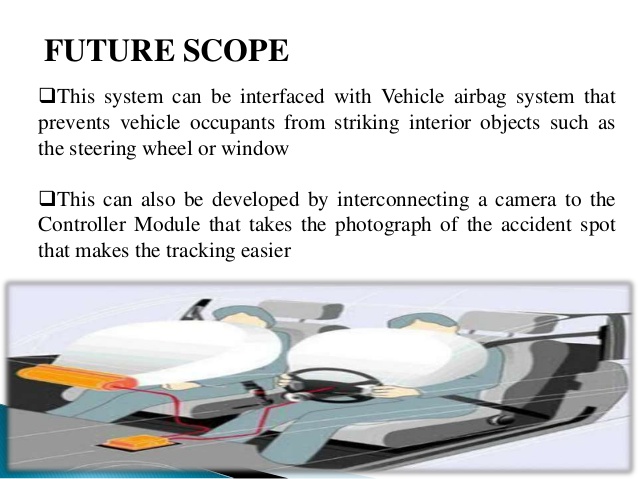 FUTURE SCOPE
❑This system can be interfaced with Vehicle airbag system that
prevents vehicle occupants from striking interior objects such as
the steering wheel or window
❑This can also be developed by interconnecting a camera to the
Controller Module that takes the photograph of the accident spot
that makes the tracking easier